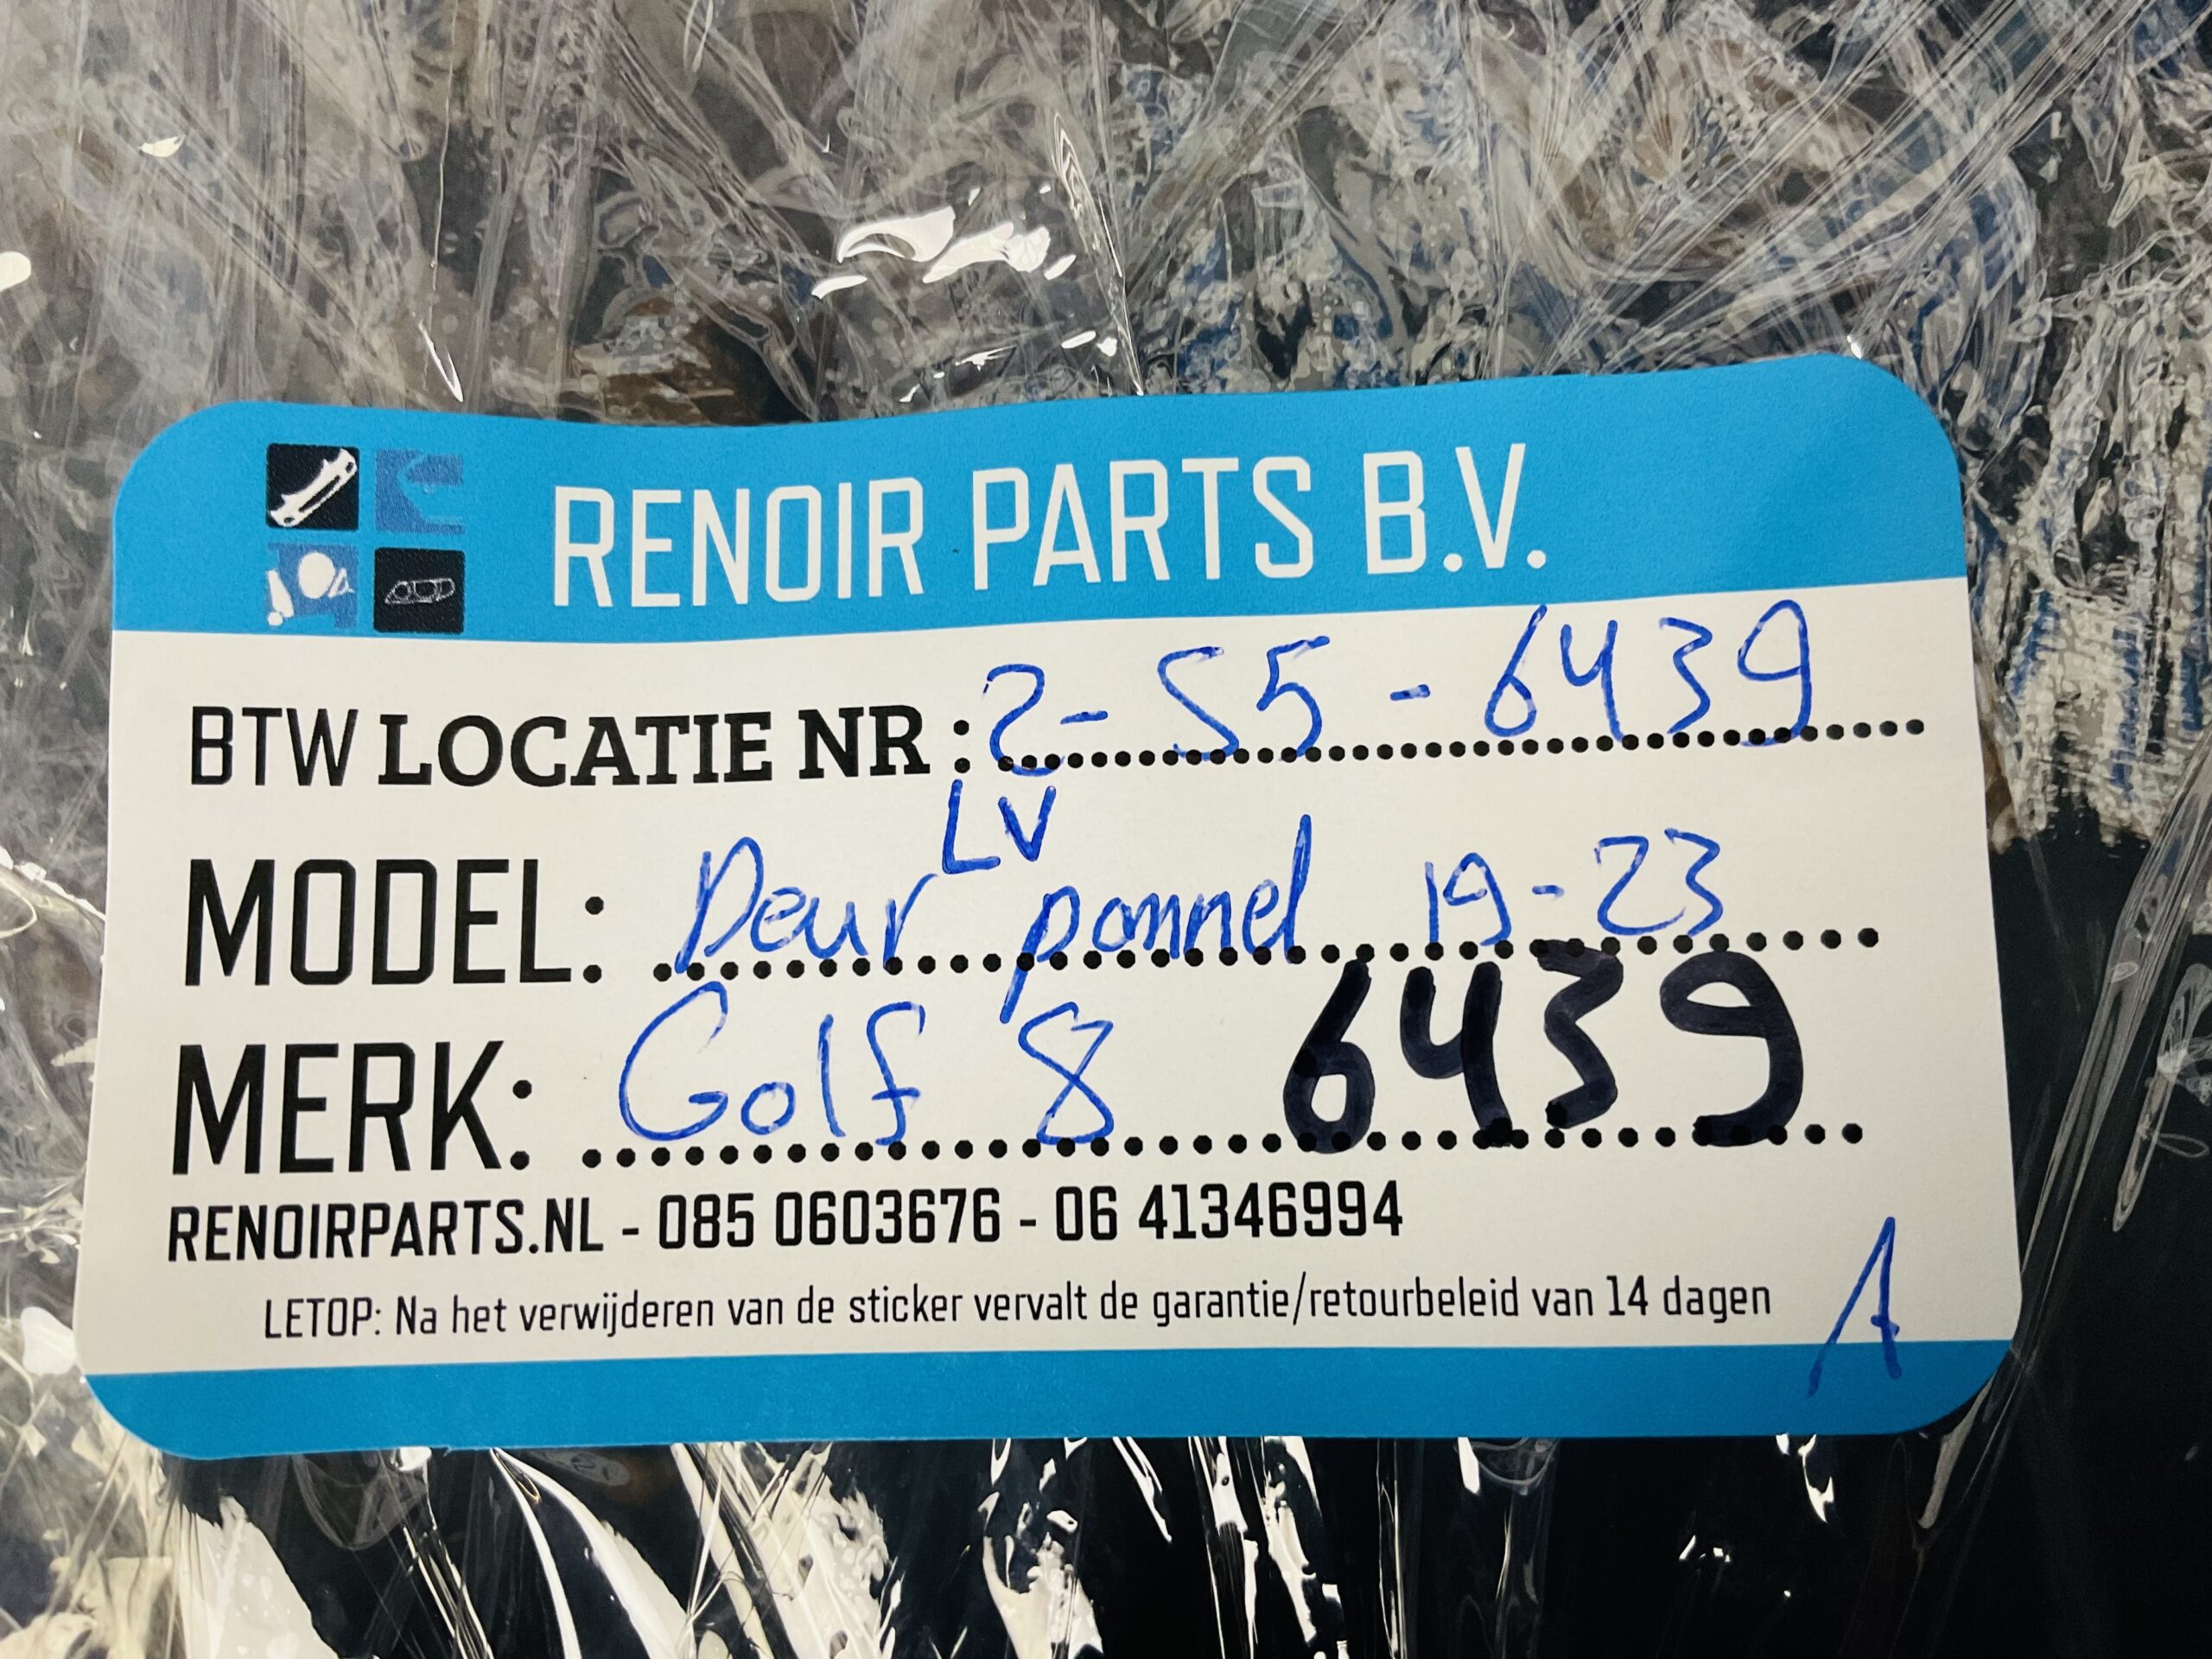 RENOIR PARTS B.V.
BTW LOCATIE NR : 2 - S5 - 6439
LV
MODEL: Deur pannel 19-23
MERK: Golf 8 6439
RENOIRPARTS.NL - 085 0603676 - 06 41346994
LETOP: Na het verwijderen van de sticker vervalt de garantie/retourbeleid van 14 dagen
A